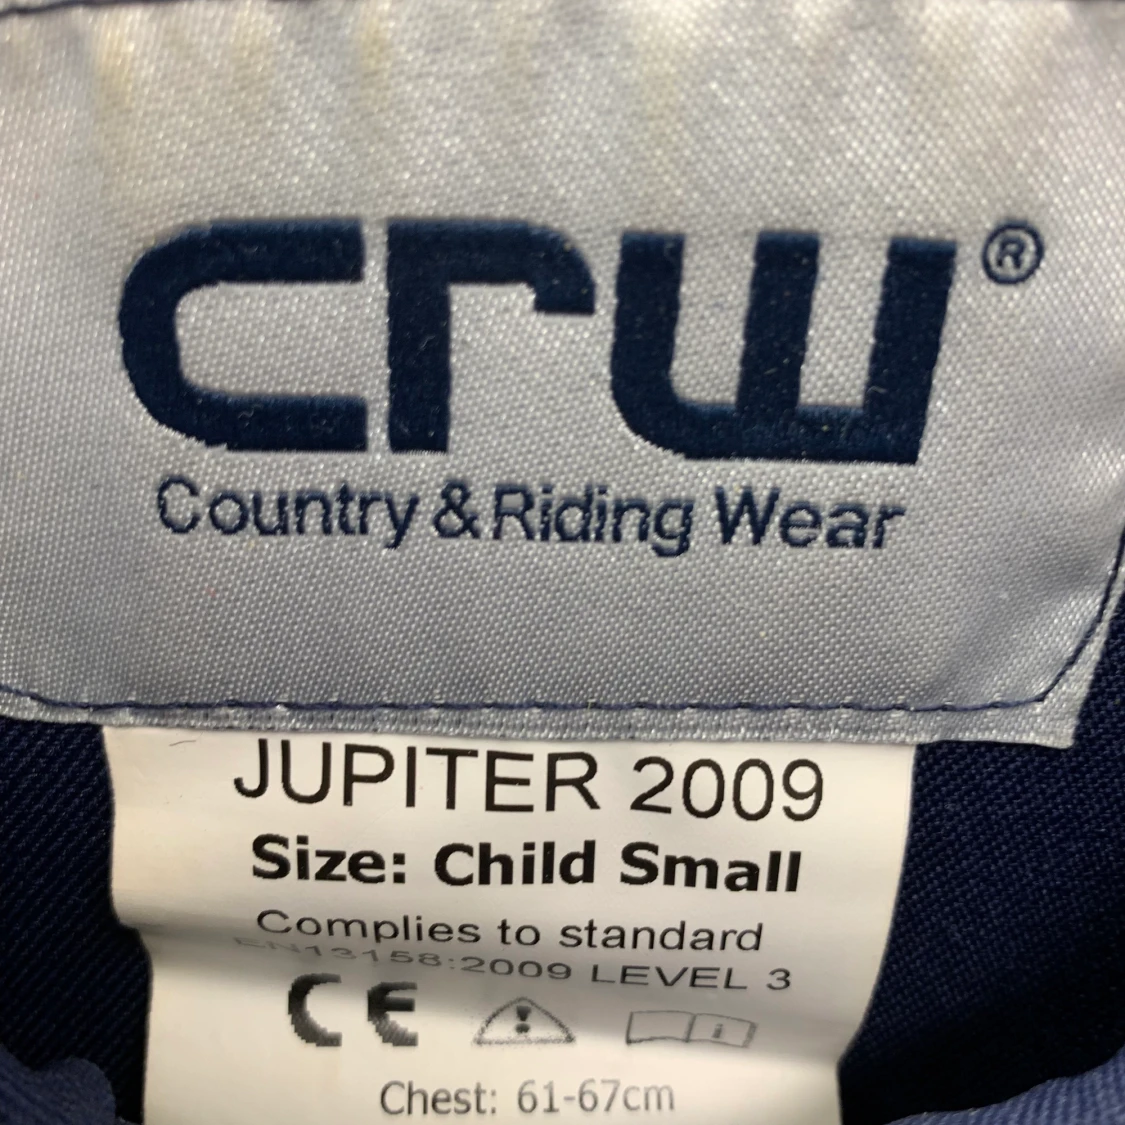 crw®
Country & Riding Wear
JUPITER 2009
Size: Child Small
Complies to standard
EN13158:2009 LEVEL 3
CE
Chest: 61-67cm